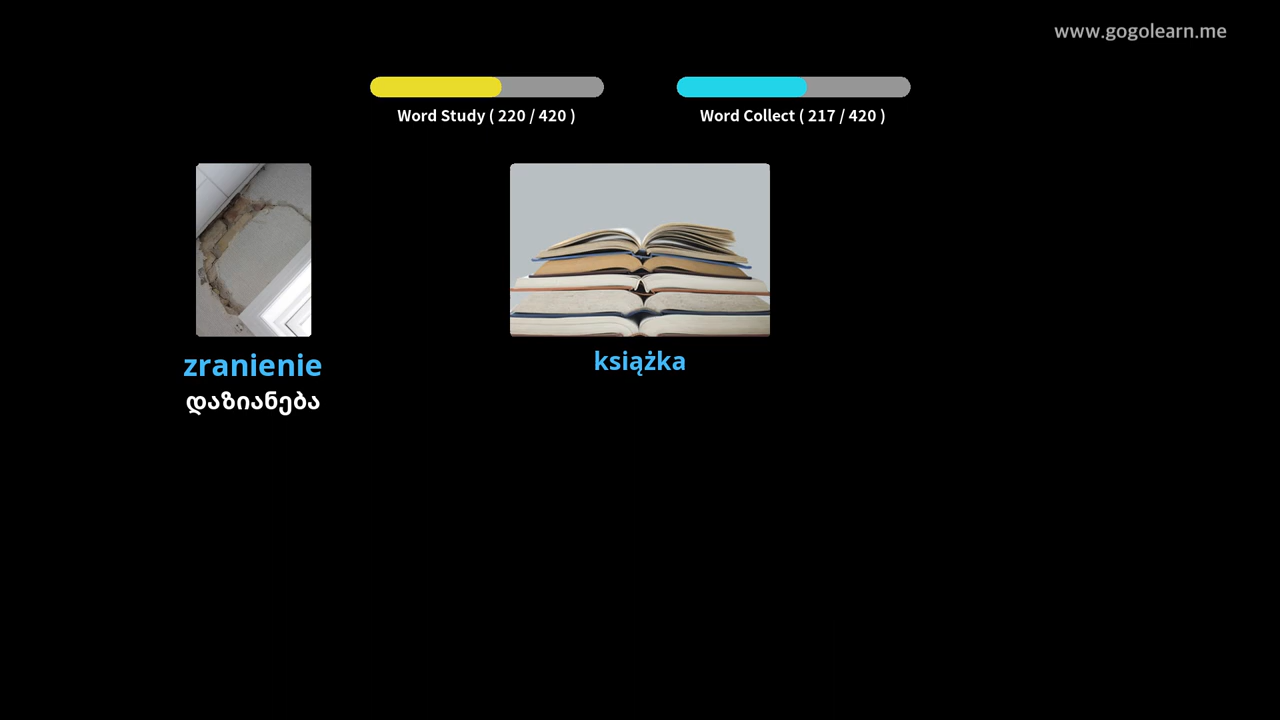 www.gogolearn.me
Word Study ( 220 / 420 )
Word Collect ( 217 / 420 )
zranienie
დაზიანება
książka